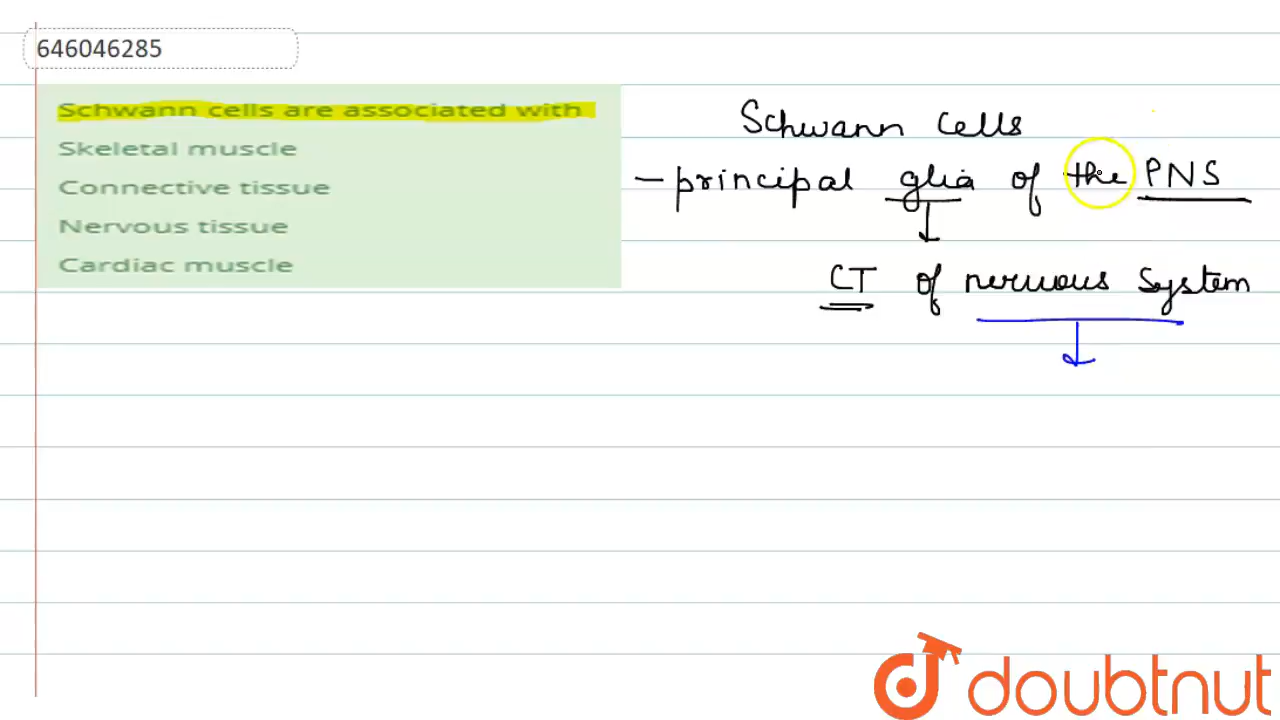 646046285
Schwann cells are associated with
Skeletal muscle
Connective tissue
Nervous tissue
Cardiac muscle
Schwann Cells
- principal glia of the PNS
CT of nervous System
doubtnut